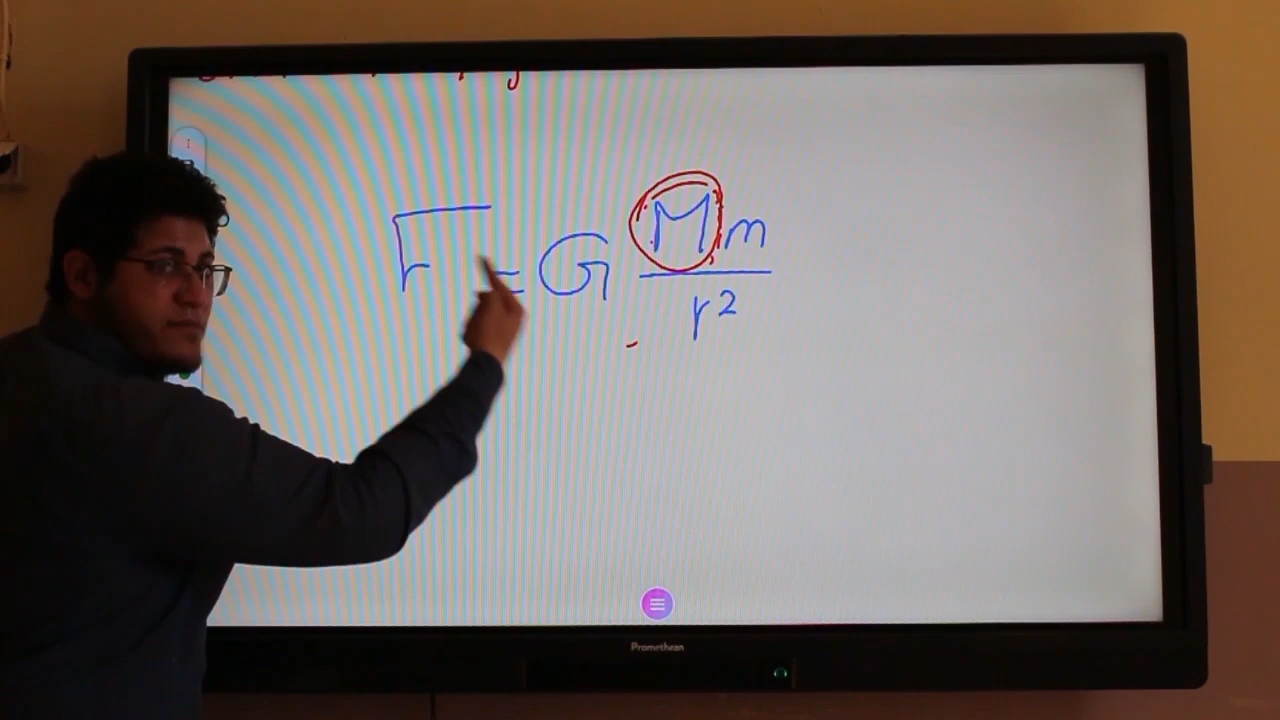 F = G Mm / r²
Promethean